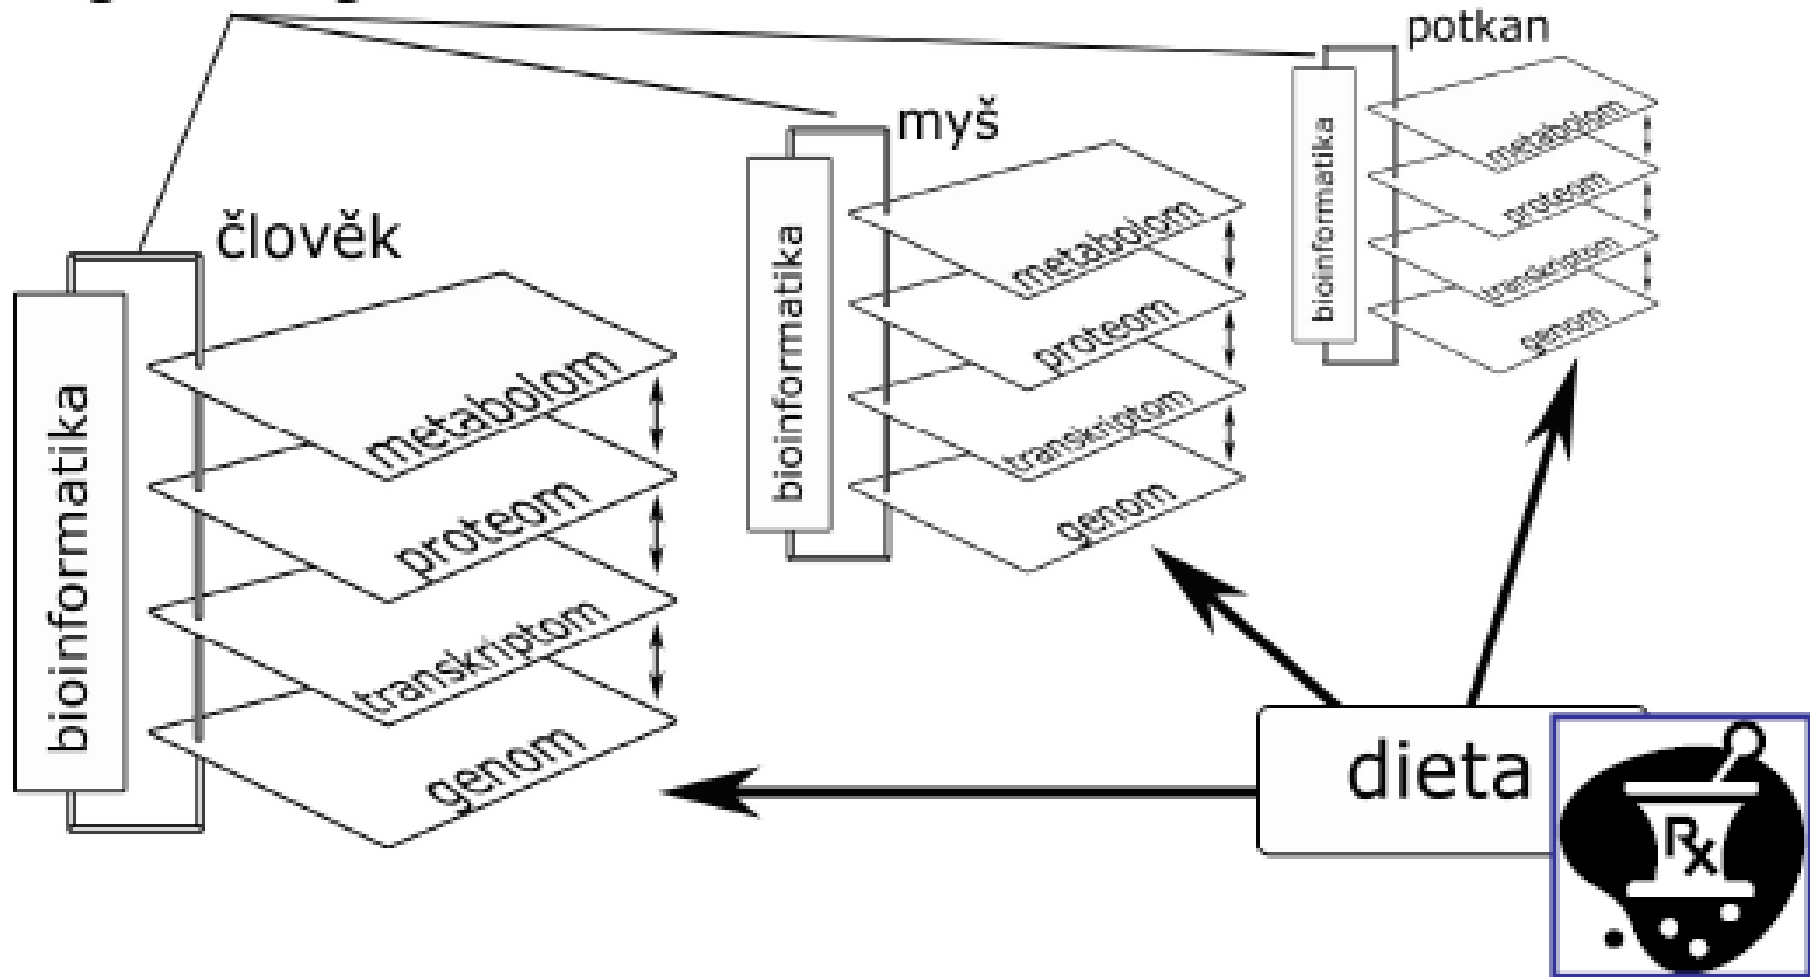 potkan
bioinformatika
metabolom
proteom
transkriptom
genom
myš
bioinformatika
metabolom
proteom
transkriptom
genom
člověk
bioinformatika
metabolom
proteom
transkriptom
genom
dieta
Rx